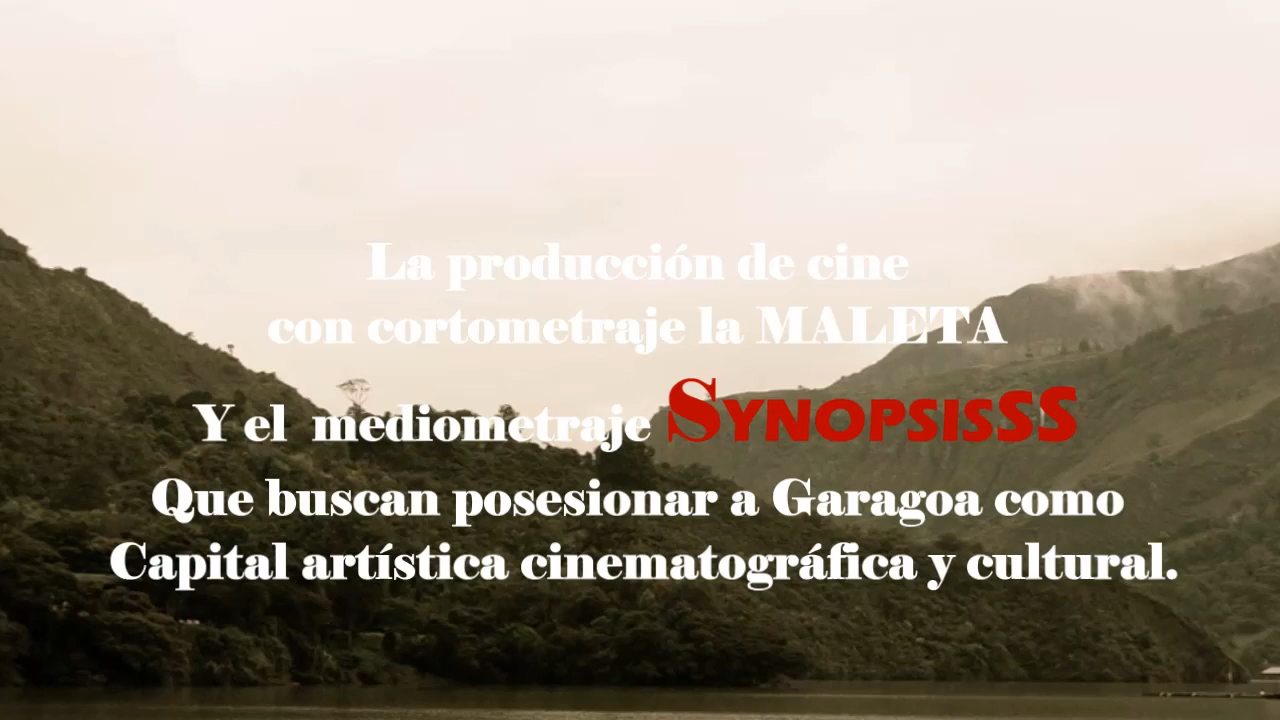 La producción de cine
con cortometraje la MALETA
Y el mediometraje SYNOPSISSS
Que buscan posesionar a Garagoa como
Capital artística cinematográfica y cultural.